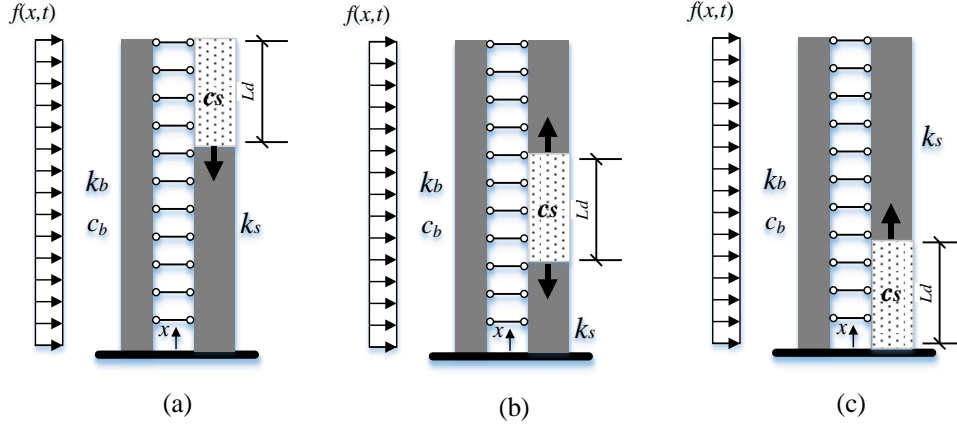 f(x,t)
cs
Ld
kb
cb
ks
x
(a)
f(x,t)
kb
cb
cs
Ld
ks
x
(b)
f(x,t)
ks
kb
cb
cs
Ld
x
(c)